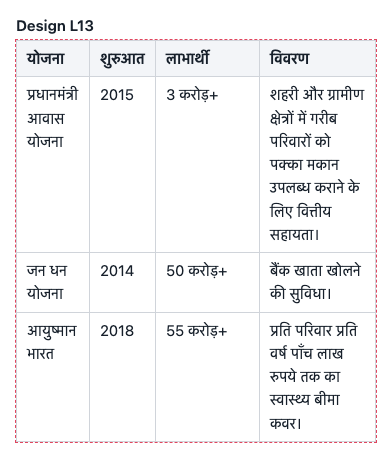 Design L13
योजना शुरुआत लाभार्थी विवरण
प्रधानमंत्री 2015 3 करोड़+ शहरी और ग्रामीण
आवास क्षेत्रों में गरीब
योजना परिवारों को
पक्का मकान
उपलब्ध कराने के
लिए वित्तीय
सहायता।
जन धन 2014 50 करोड़+ बैंक खाता खोलने
योजना की सुविधा।
आयुष्मान 2018 55 करोड़+ प्रति परिवार प्रति
भारत वर्ष पाँच लाख
रुपये तक का
स्वास्थ्य बीमा
कवर।